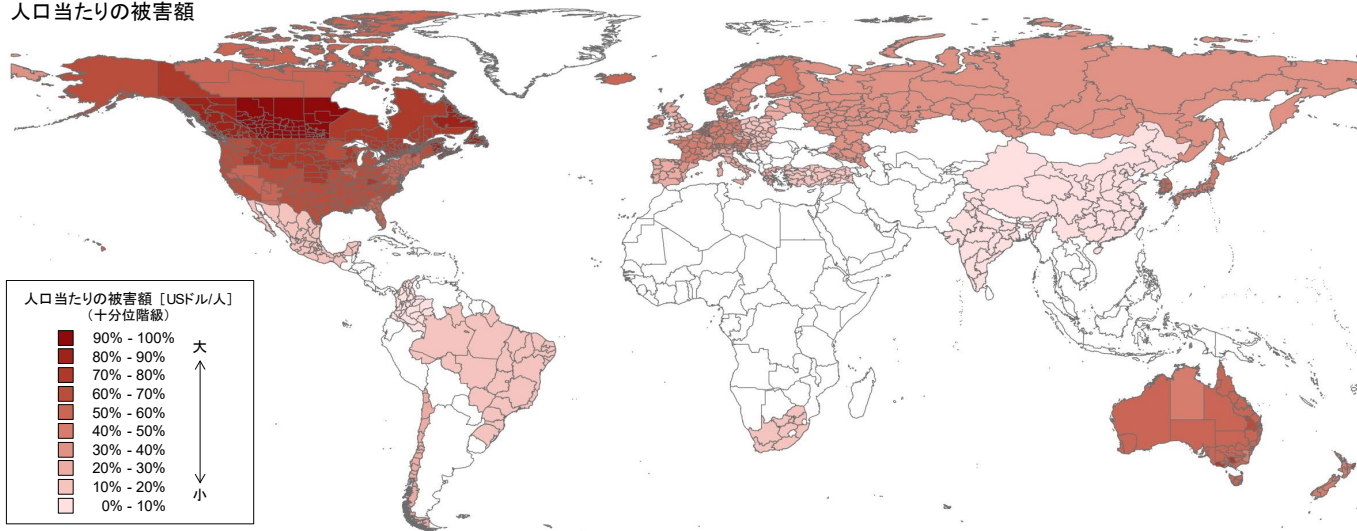 人口当たりの被害額
人口当たりの被害額 [USドル/人]
(十分位階級)
90% - 100%
80% - 90%
70% - 80%
60% - 70%
50% - 60%
40% - 50%
30% - 40%
20% - 30%
10% - 20%
0% - 10%
大
小